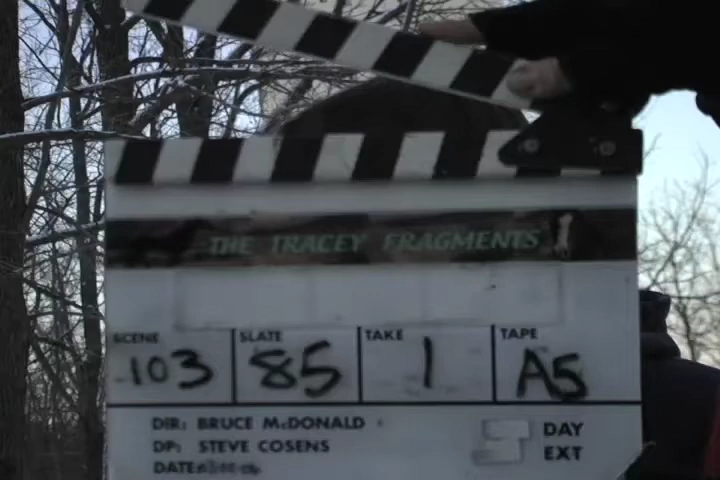 THE TRACEY FRAGMENTS
SCENE SLATE TAKE TAPE
103 85 1 A5
DIR: BRUCE McDONALD
DAY
DP: STEVE COSENS
EXT
DATE: